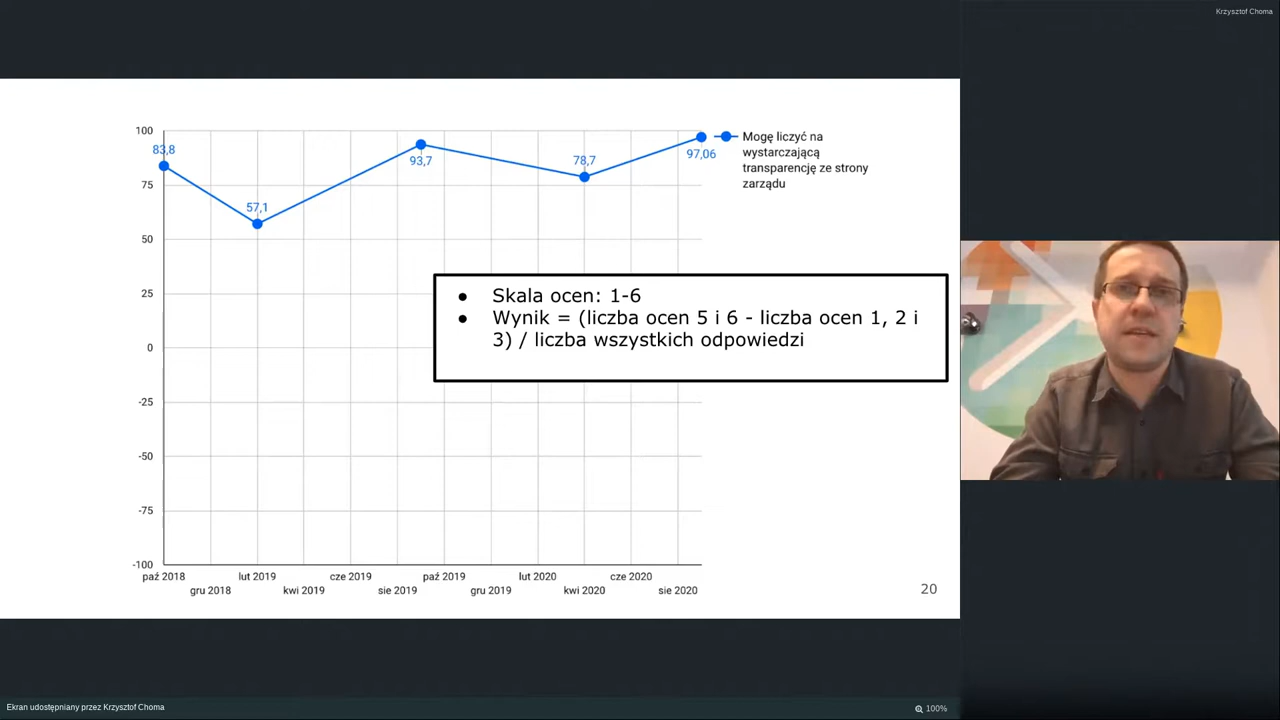 Krzysztof Choma
100
75
50
25
0
-25
-50
-75
-100
83,8
57,1
93,7
78,7
97,06
Mogę liczyć na
wystarczającą
transparencję ze strony
zarządu
● Skala ocen: 1-6
● Wynik = (liczba ocen 5 i 6 - liczba ocen 1, 2 i
3) / liczba wszystkich odpowiedzi
paź 2018
gru 2018
lut 2019
kwi 2019
cze 2019
sie 2019
paź 2019
gru 2019
lut 2020
kwi 2020
cze 2020
sie 2020
20
Ekran udostępniany przez Krzysztof Choma
100%